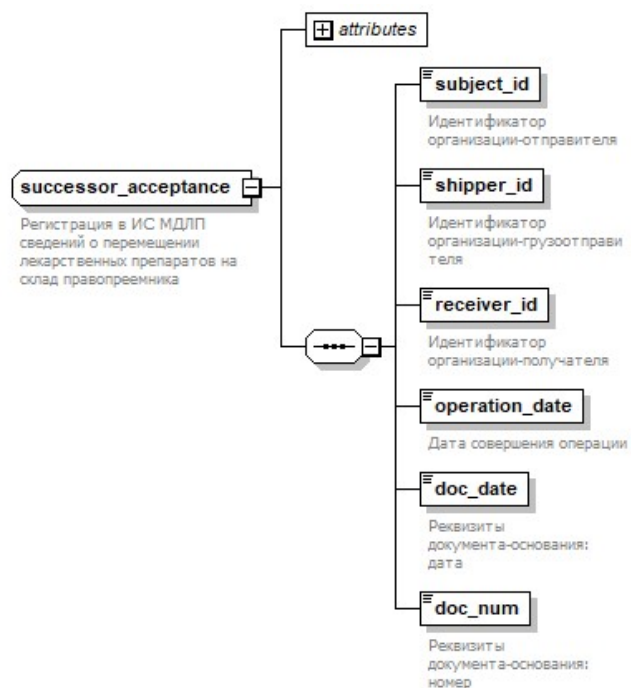 attributes
subject_id
Идентификатор
организации-отправителя
successor_acceptance
Регистрация в ИС МДЛП
сведений о перемещении
лекарственных препаратов на
склад правопреемника
shipper_id
Идентификатор
организации-грузоотправи
теля
receiver_id
Идентификатор
организации-получателя
operation_date
Дата совершения операции
doc_date
Реквизиты
документа-основания:
дата
doc_num
Реквизиты
документа-основания:
номер